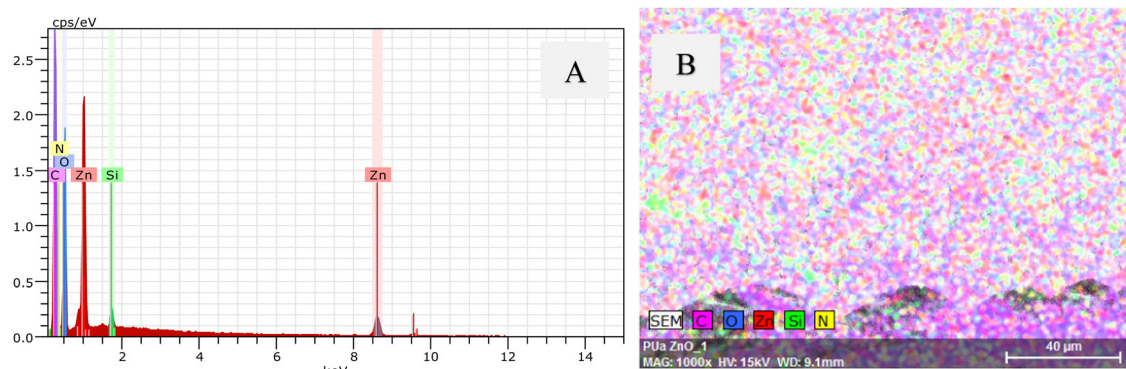 cps/eV
A
2.5
2.0
1.5
1.0
0.5
0.0
N
O
C Zn Si Zn
2 4 6 8 10 12 14
B
SEM C O Zn Si N
PUa ZnO_1
MAG: 1000x HV: 15kV WD: 9.1mm
40 µm